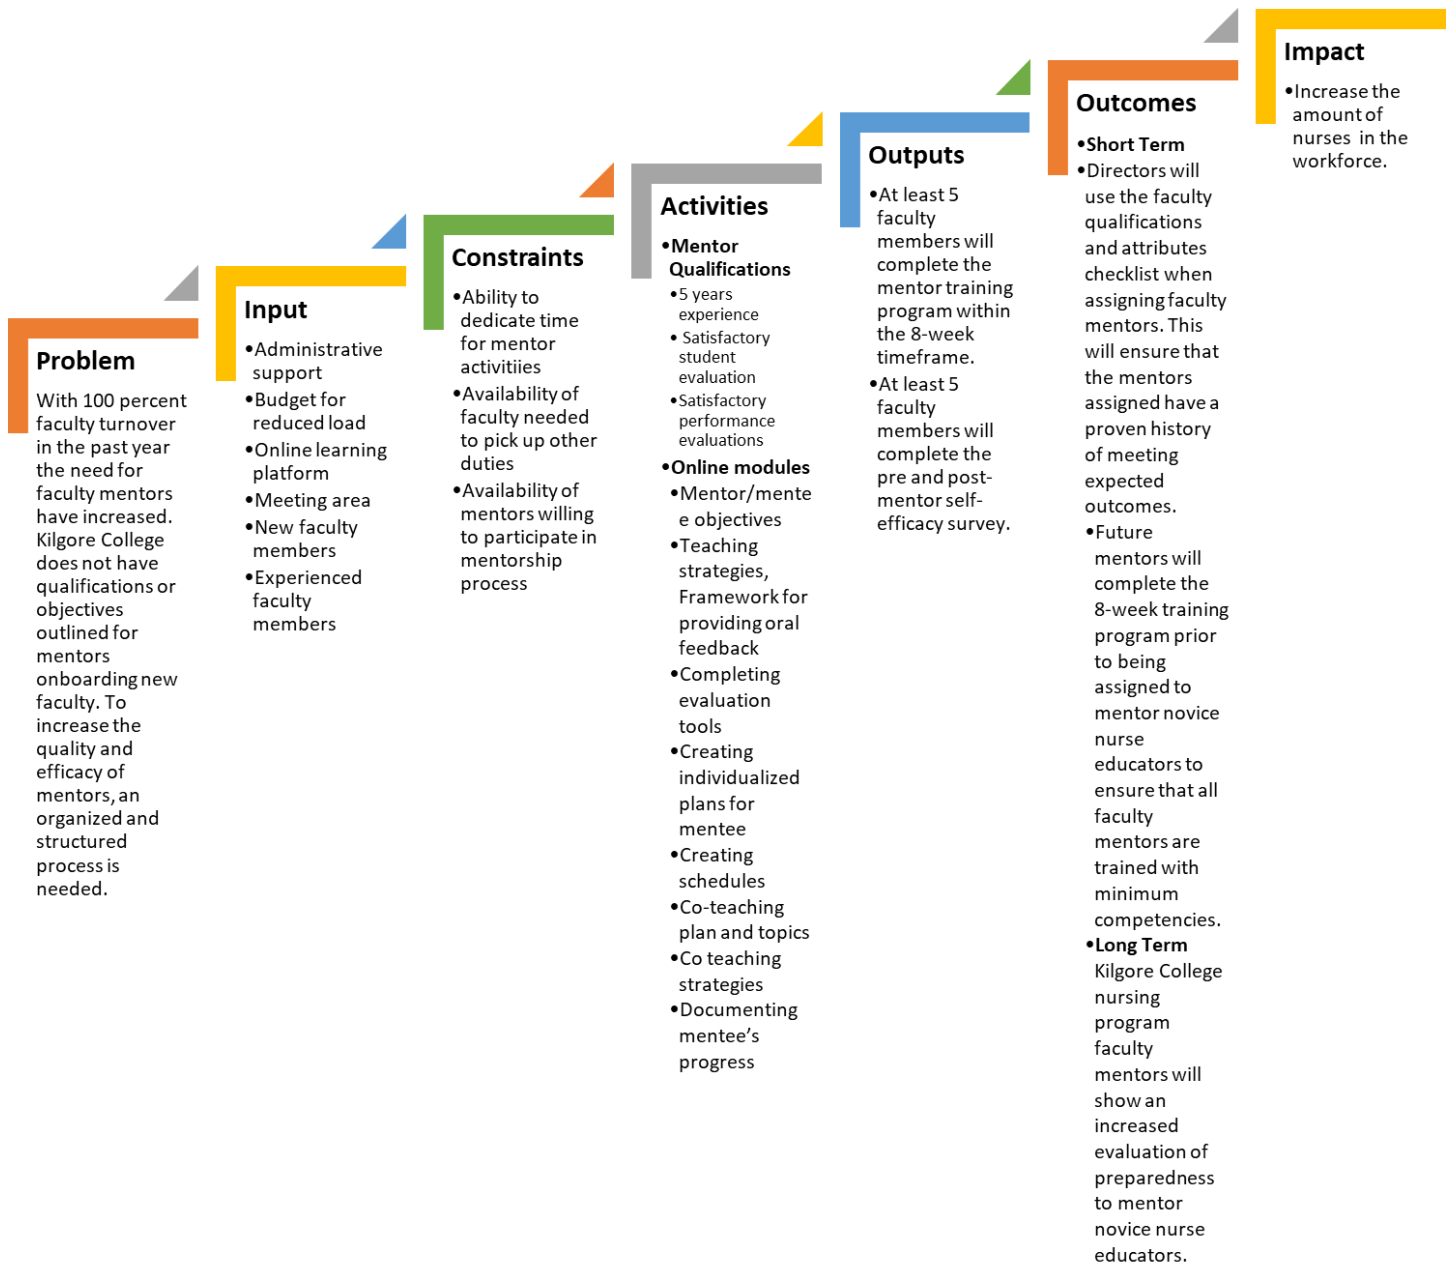 Problem
With 100 percent
faculty turnover
in the past year
the need for
faculty mentors
have increased.
Kilgore College
does not have
qualifications or
objectives
outlined for
mentors
onboarding new
faculty. To
increase the
quality and
efficacy of
mentors, an
organized and
structured
process is
needed.
Input
•Administrative
support
•Budget for
reduced load
•Online learning
platform
•Meeting area
•New faculty
members
•Experienced
faculty
members
Constraints
•Ability to
dedicate time
for mentor
activitiies
•Availability of
faculty needed
to pick up other
duties
•Availability of
mentors willing
to participate in
mentorship
process
Activities
•Mentor
Qualifications
•5 years
experience
• Satisfactory
student
evaluation
•Satisfactory
performance
evaluations
•Online modules
•Mentor/mente
e objectives
•Teaching
strategies,
Framework for
providing oral
feedback
•Completing
evaluation
tools
•Creating
individualized
plans for
mentee
•Creating
schedules
•Co-teaching
plan and topics
•Co teaching
strategies
•Documenting
mentee’s
progress
Outputs
•At least 5
faculty
members will
complete the
mentor training
program within
the 8-week
timeframe.
•At least 5
faculty
members will
complete the
pre and post-
mentor self-
efficacy survey.
Outcomes
•Short Term
•Directors will
use the faculty
qualifications
and attributes
checklist when
assigning faculty
mentors. This
will ensure that
the mentors
assigned have a
proven history
of meeting
expected
outcomes.
•Future
mentors will
complete the
8-week training
program prior
to being
assigned to
mentor novice
nurse
educators to
ensure that all
faculty
mentors are
trained with
minimum
competencies.
•Long Term
Kilgore College
nursing
program
faculty
mentors will
show an
increased
evaluation of
preparedness
to mentor
novice nurse
educators.
Impact
•Increase the
amount of
nurses in the
workforce.